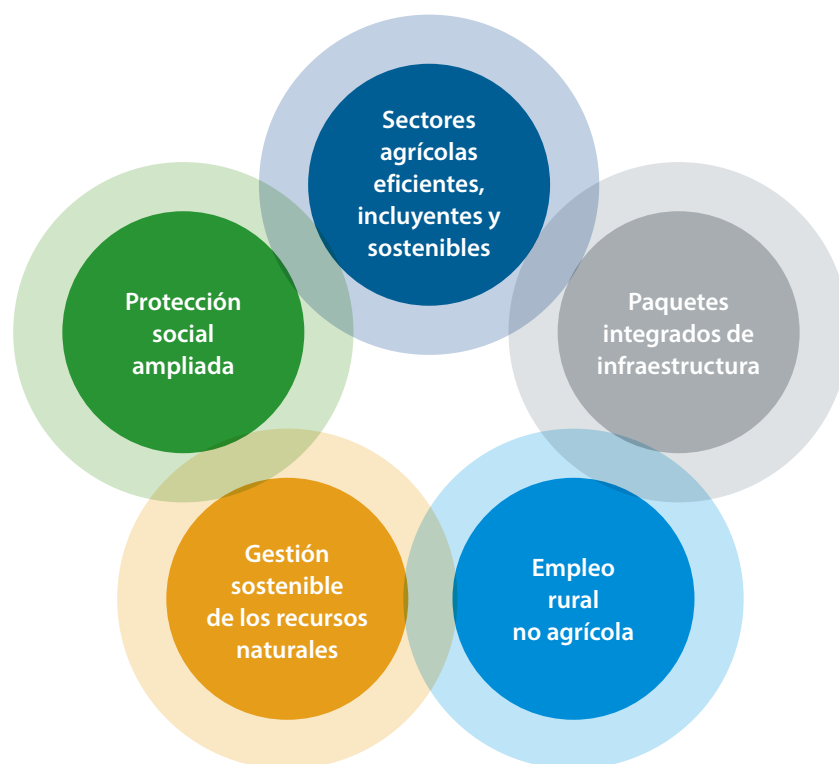 Sectores
agrícolas
eficientes,
incluyentes y
sostenibles
Protección
social
ampliada
Paquetes
integrados de
infraestructura
Gestión
sostenible
de los recursos
naturales
Empleo
rural
no agrícola